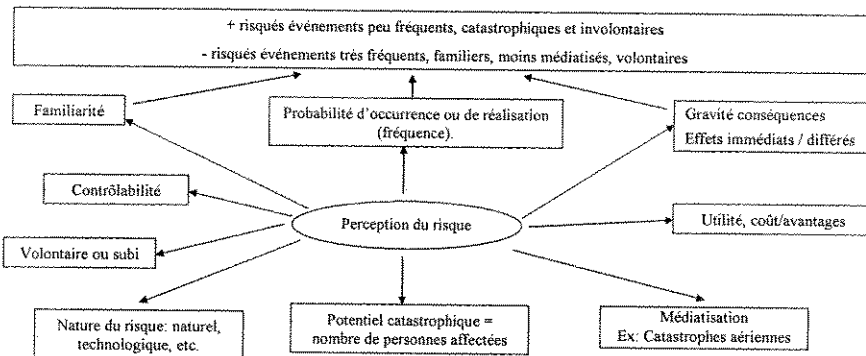 + risqués événements peu fréquents, catastrophiques et involontaires
- risqués événements très fréquents, familiers, moins médiatisés, volontaires
Familiarité
Probabilité d'occurrence ou de réalisation
(fréquence).
Gravité conséquences
Effets immédiats / différés
Contrôlabilité
Perception du risque
Utilité, coût/avantages
Volontaire ou subi
Nature du risque: naturel,
technologique, etc.
Potentiel catastrophique =
nombre de personnes affectées
Médiatisation
Ex: Catastrophes aériennes